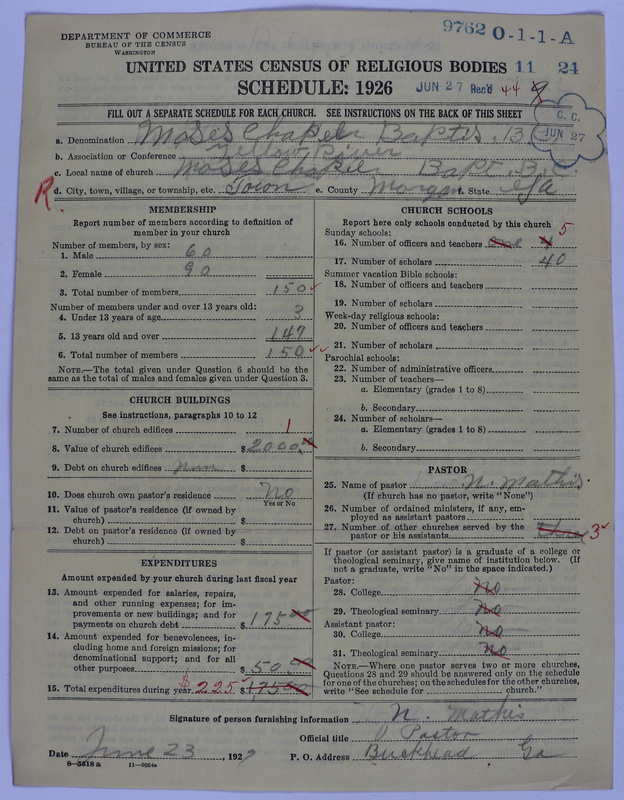 DEPARTMENT OF COMMERCE
BUREAU OF THE CENSUS
WASHINGTON
9762 O-1-1-A
UNITED STATES CENSUS OF RELIGIOUS BODIES 11 24
SCHEDULE: 1926 JUN 27 Rec'd 44 9
C. C. JUN 27
FILL OUT A SEPARATE SCHEDULE FOR EACH CHURCH. SEE INSTRUCTIONS ON THE BACK OF THIS SHEET
a. Denomination Moses Chapel Baptis.
b. Association or Conference Yellow River
c. Local name of church Moses Chapel Bapt.
R d. City, town, village, or township, etc. Town e. County Morgan f. State Ga
MEMBERSHIP
Report number of members according to definition of
member in your church
Number of members, by sex:
1. Male 60
2. Female 90
3. Total number of members 150
Number of members under and over 13 years old:
4. Under 13 years of age 3
5. 13 years old and over 147
6. Total number of members 150
NOTE.—The total given under Question 6 should be
the same as the total of males and females given under Question 3.
CHURCH BUILDINGS
See instructions, paragraphs 10 to 12
7. Number of church edifices 1
8. Value of church edifices $2000.00
9. Debt on church edifices $
10. Does church own pastor's residence No
Yes or No
11. Value of pastor's residence (if owned by
church) $
12. Debt on pastor's residence (if owned by
church) $
EXPENDITURES
Amount expended by your church during last fiscal year
13. Amount expended for salaries, repairs,
and other running expenses; for im-
provements or new buildings; and for
payments on church debt $175.00
14. Amount expended for benevolences, in-
cluding home and foreign missions; for
denominational support; and for all
other purposes $50.00
15. Total expenditures during year $225 $175.00
CHURCH SCHOOLS
Report here only schools conducted by this church
Sunday schools:
16. Number of officers and teachers one 4 5
17. Number of scholars 40
Summer vacation Bible schools:
18. Number of officers and teachers
19. Number of scholars
Week-day religious schools:
20. Number of officers and teachers
21. Number of scholars
Parochial schools:
22. Number of administrative officers
23. Number of teachers—
a. Elementary (grades 1 to 8)
b. Secondary
24. Number of scholars—
a. Elementary (grades 1 to 8)
b. Secondary
PASTOR
25. Name of pastor N. Mathis
(If church has no pastor, write "None")
26. Number of ordained ministers, if any, em-
ployed as assistant pastors
27. Number of other churches served by the
pastor or his assistants 3
If pastor (or assistant pastor) is a graduate of a college or
theological seminary, give name of institution below. (If
not a graduate, write "No" in the space indicated.)
Pastor:
28. College No
29. Theological seminary No
Assistant pastor:
30. College No
31. Theological seminary No
NOTE.—Where one pastor serves two or more churches,
Questions 28 and 29 should be answered only on the schedule
for one of the churches; on the schedules for the other churches,
write "See schedule for church."
Signature of person furnishing information N. Mathis
Official title Pastor
Date June 23, 1927 P. O. Address Buckhead Ga
8—5518a 11—9554a